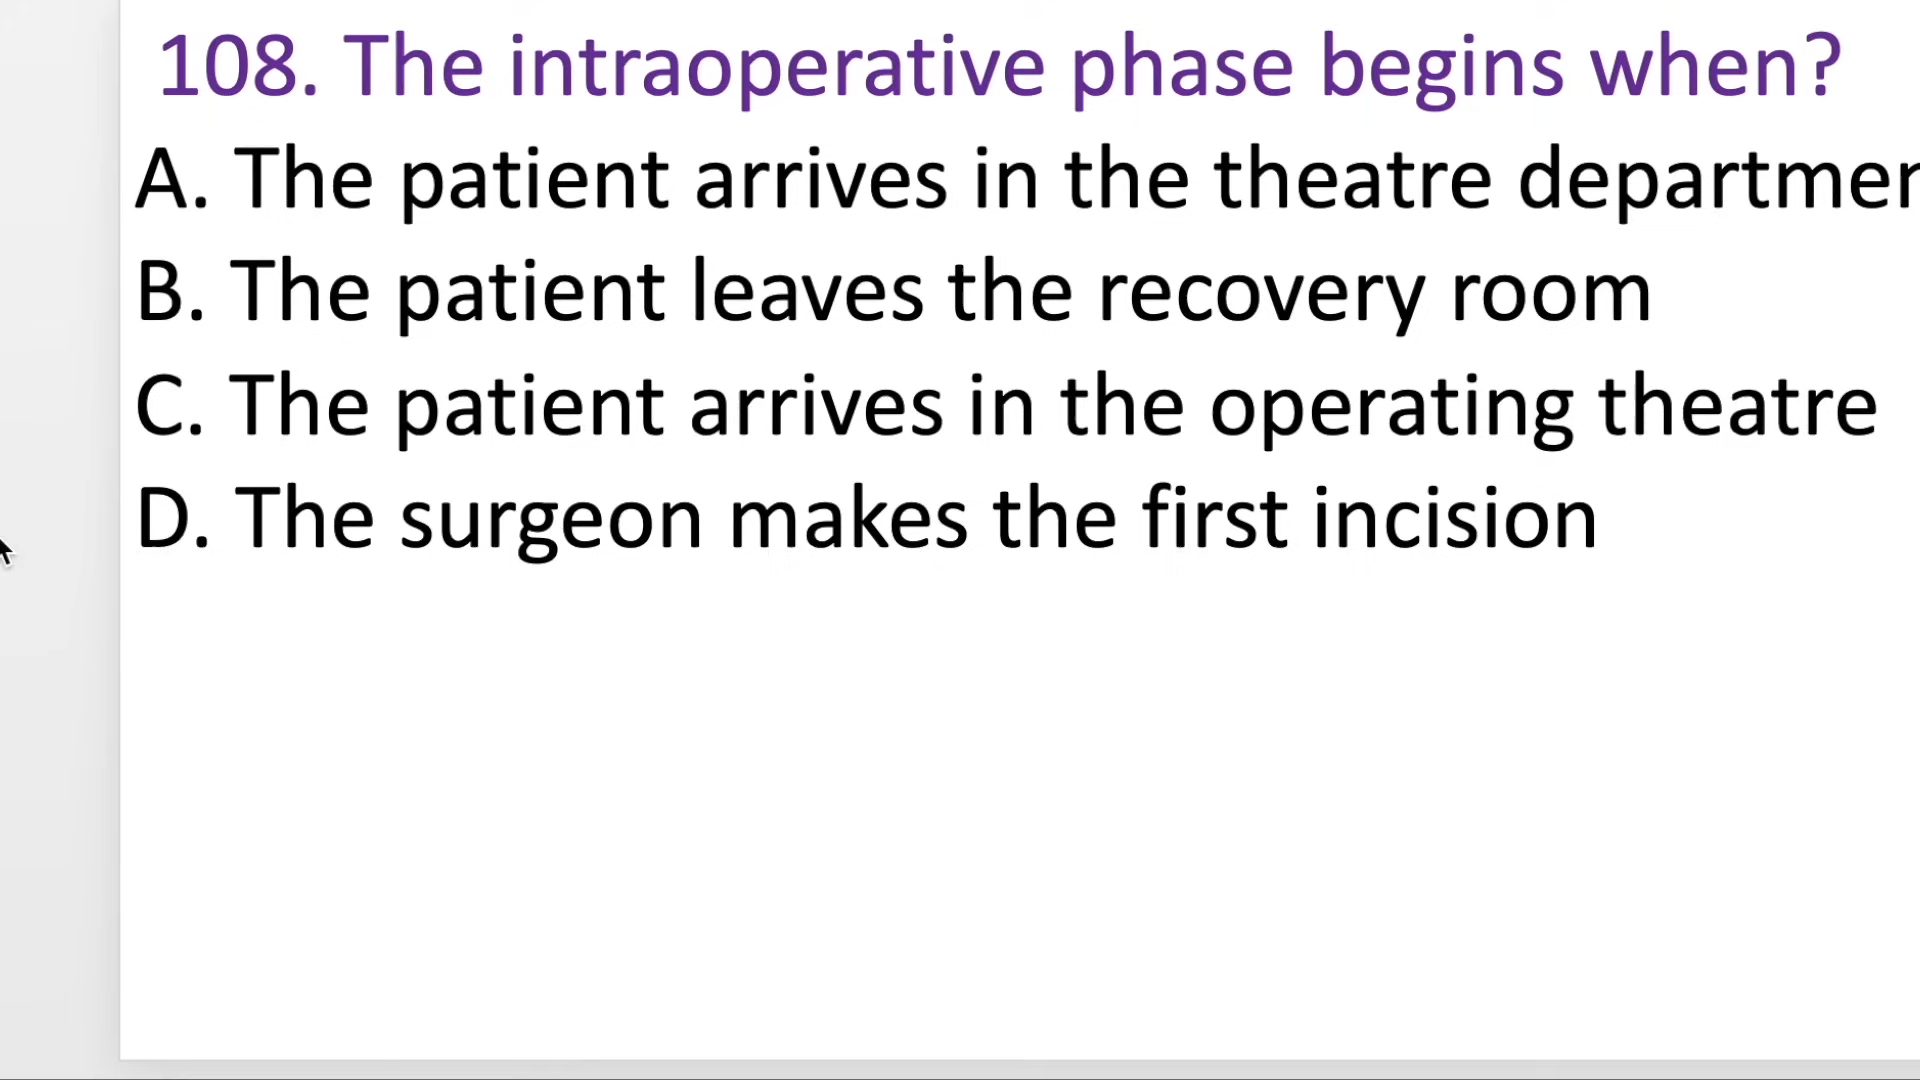 108. The intraoperative phase begins when?
A. The patient arrives in the theatre
B. The patient leaves the recovery room
C. The patient arrives in the operating theatre
D. The surgeon makes the first incision